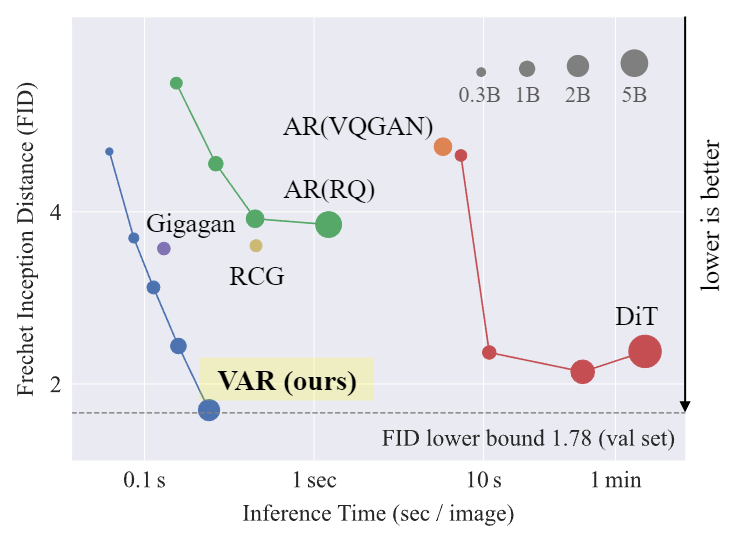 Frechet Inception Distance (FID)
4
2
0.3B 1B 2B 5B
AR(VQGAN)
AR(RQ)
Gigagan
RCG
DiT
VAR (ours)
FID lower bound 1.78 (val set)
lower is better
0.1 s 1 sec 10 s 1 min
Inference Time (sec / image)